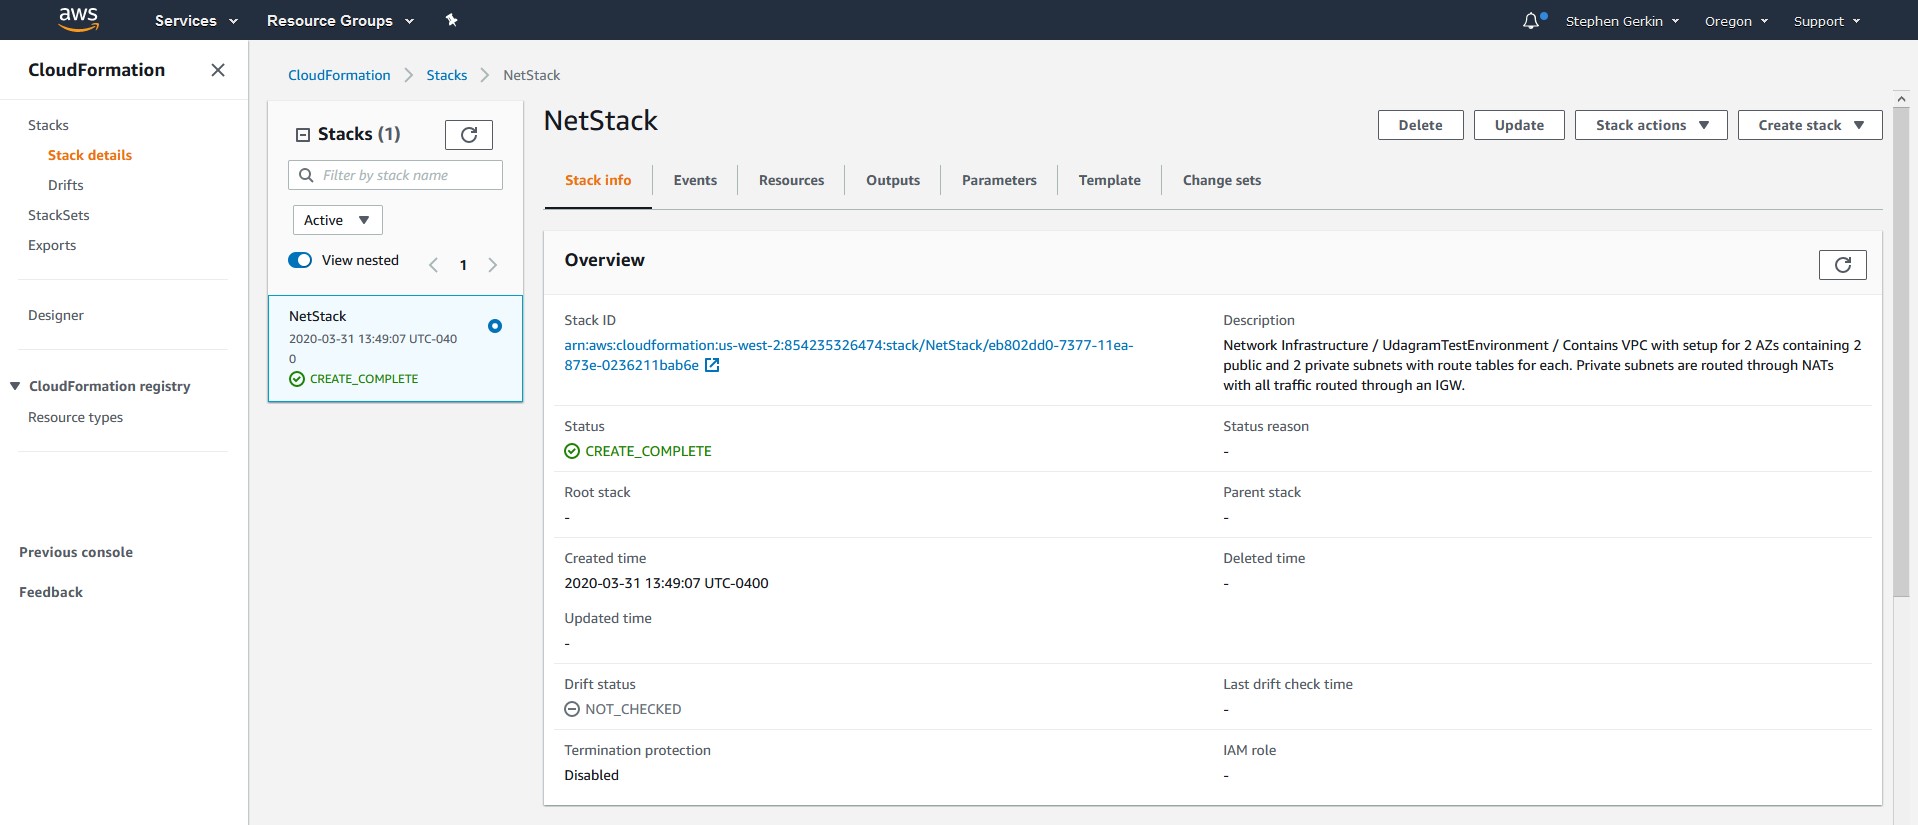 aws
Services
Resource Groups
Stephen Gerkin
Oregon
Support
CloudFormation
Stacks
Stack details
Drifts
StackSets
Exports
Designer
CloudFormation registry
Resource types
Previous console
Feedback
CloudFormation
Stacks
NetStack
Stacks (1)
Filter by stack name
Active
View nested
1
NetStack
2020-03-31 13:49:07 UTC-040
0
CREATE_COMPLETE
NetStack
Delete
Update
Stack actions
Create stack
Stack info
Events
Resources
Outputs
Parameters
Template
Change sets
Overview
Stack ID
arn:aws:cloudformation:us-west-2:854235326474:stack/NetStack/eb802dd0-7377-11ea-
873e-0236211bab6e
Description
Network Infrastructure / UdagramTestEnvironment / Contains VPC with setup for 2 AZs containing 2
public and 2 private subnets with route tables for each. Private subnets are routed through NATs
with all traffic routed through an IGW.
Status
CREATE_COMPLETE
Status reason
-
Root stack
-
Parent stack
-
Created time
2020-03-31 13:49:07 UTC-0400
Deleted time
-
Updated time
-
Drift status
NOT_CHECKED
Last drift check time
-
Termination protection
Disabled
IAM role
-